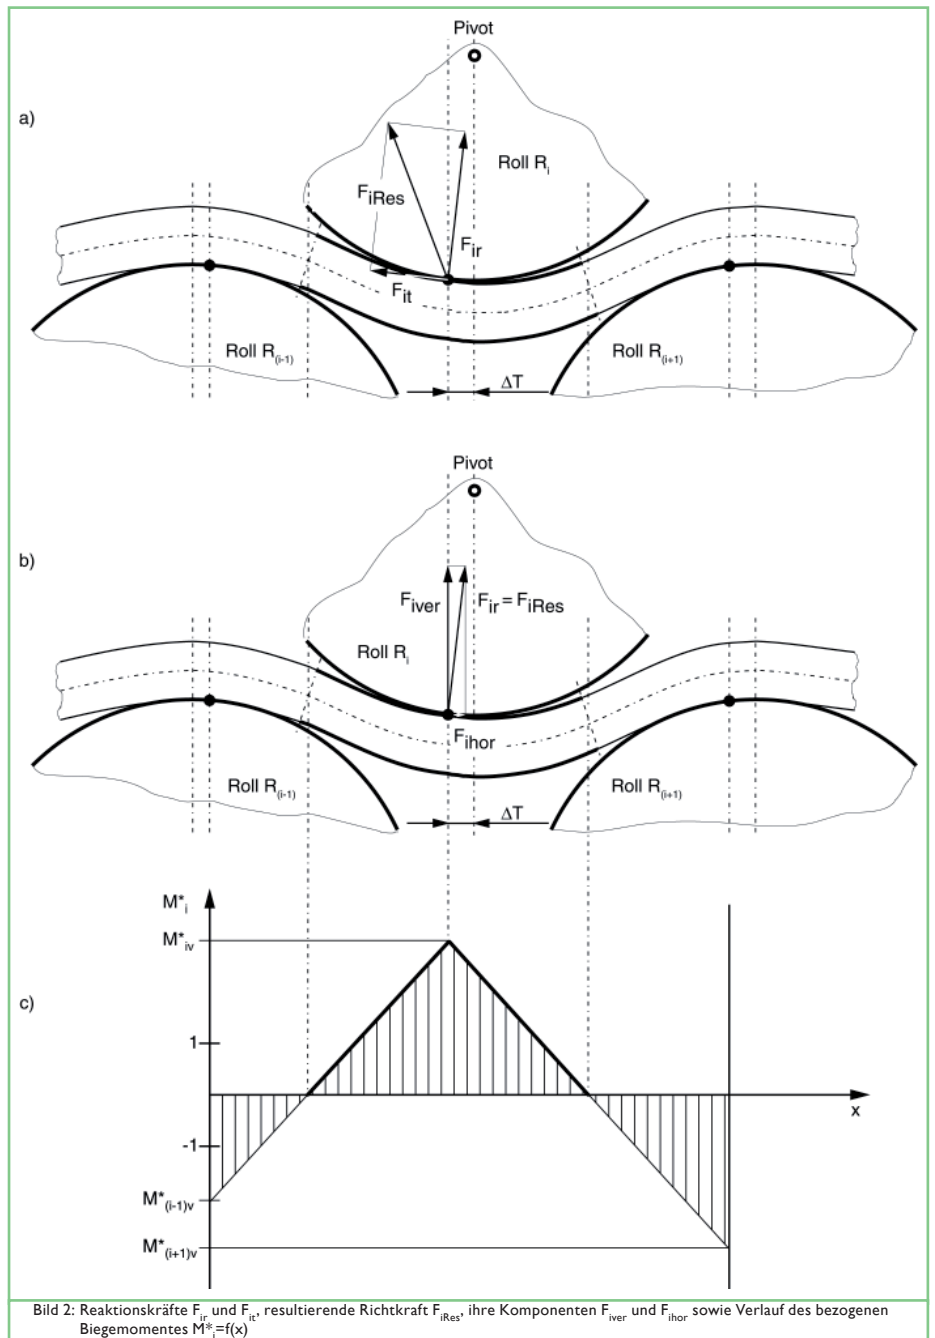 Pivot
a)
Roll R_i
F_iRes
F_ir
F_it
Roll R_(i-1)
Roll R_(i+1)
ΔT
Pivot
b)
F_iver
F_ir = F_iRes
Roll R_i
F_ihor
Roll R_(i-1)
Roll R_(i+1)
ΔT
M*_i
M*_iv
c)
1
x
-1
M*_(i-1)v
M*_(i+1)v
Bild 2: Reaktionskräfte F_ir und F_it, resultierende Richtkraft F_iRes, ihre Komponenten F_iver und F_ihor sowie Verlauf des bezogenen
Biegemomentes M*_i=f(x)